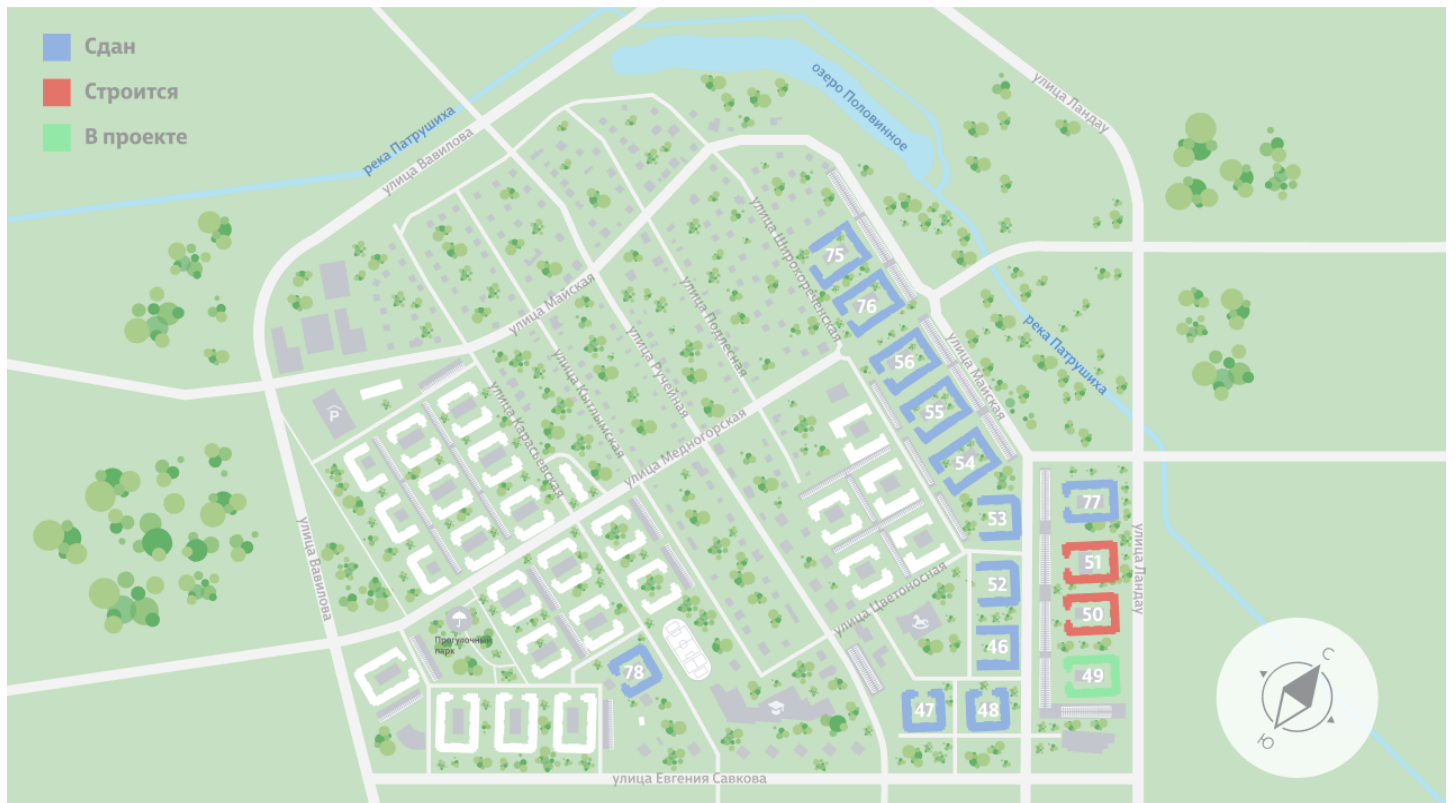 Сдан
Строится
В проекте
река Патрушиха
улица Вавилова
озеро Половинное
улица Ландау
улица Широкореченская
75
76
улица Майская
улица Подлесная
улица Ручейная
улица Кытлымская
улица Карасьевская
56
55
54
улица Майская
река Патрушиха
P
улица Медногорская
53
77
51
52
50
46
49
улица Ландау
улица Вавилова
улица Цветоносная
Прогулочный
парк
78
47
48
С
Ю
улица Евгения Савкова